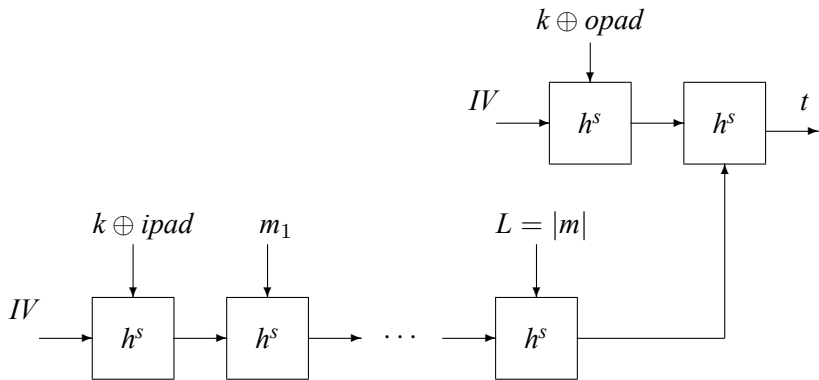 k ⊕ opad
IV h^s h^s t
k ⊕ ipad m_1 L = |m|
IV h^s h^s ··· h^s